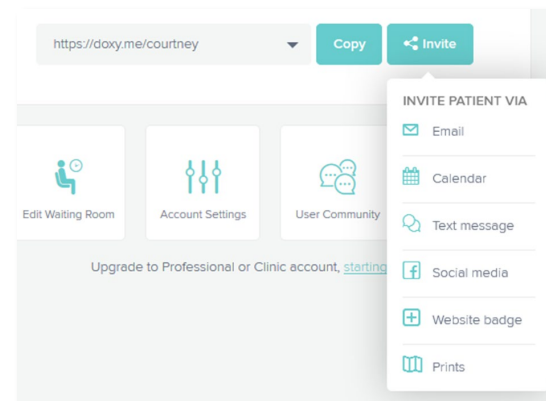 https://doxy.me/courtney
Copy
Invite
INVITE PATIENT VIA
Email
Calendar
Text message
Social media
Website badge
Prints
Edit Waiting Room
Account Settings
User Community
Upgrade to Professional or Clinic account, starting